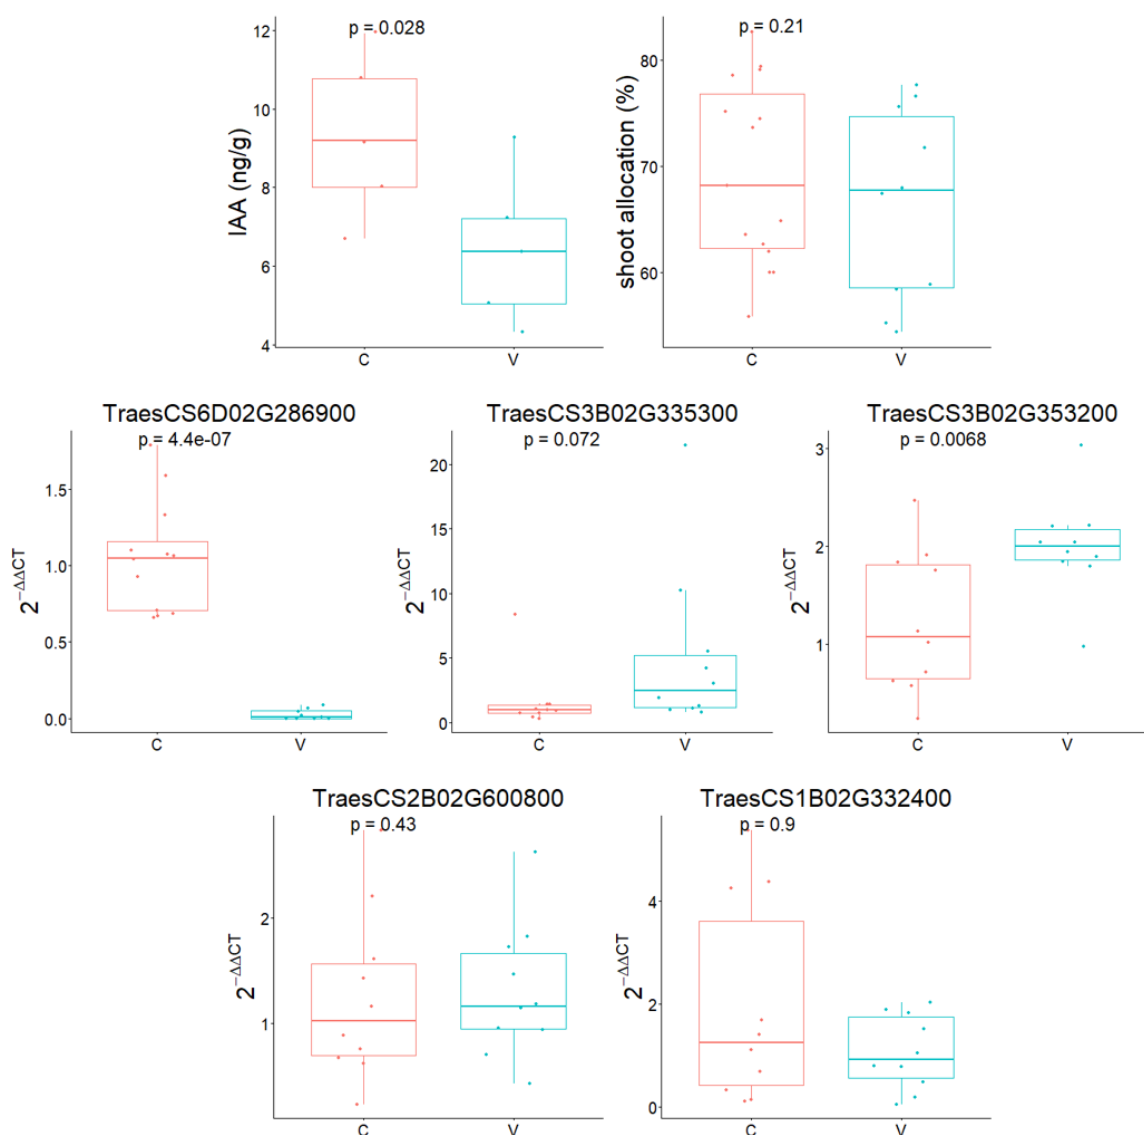 p = 0.028
IAA (ng/g)
12
10
8
6
4
C
V
p = 0.21
shoot allocation (%)
80
70
60
C
V
TraesCS6D02G286900
p = 4.4e-07
2^−ΔΔCT
1.5
1.0
0.5
0.0
C
V
TraesCS3B02G335300
p = 0.072
2^−ΔΔCT
20
15
10
5
0
C
V
TraesCS3B02G353200
p = 0.0068
2^−ΔΔCT
3
2
1
C
V
TraesCS2B02G600800
p = 0.43
2^−ΔΔCT
2
1
C
V
TraesCS1B02G332400
p = 0.9
2^−ΔΔCT
4
2
0
C
V